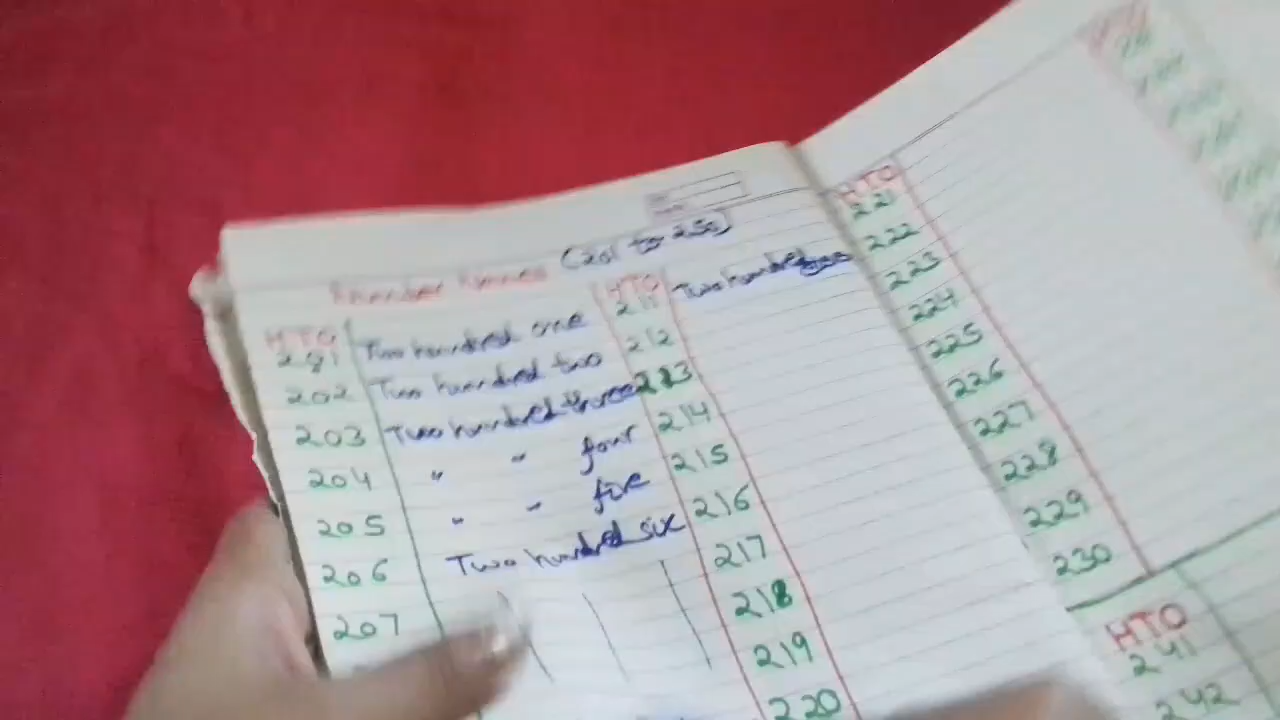 Number Names (201 to 250)
HTO
201 Two hundred one
202 Two hundred two
203 Two hundred three
204 " " four
205 " " five
206 Two hundred six
207
HTO
211 Two hundred
212
213
214
215
216
217
218
219
220
HTO
221
222
223
224
225
226
227
228
229
230
HTO
241
242